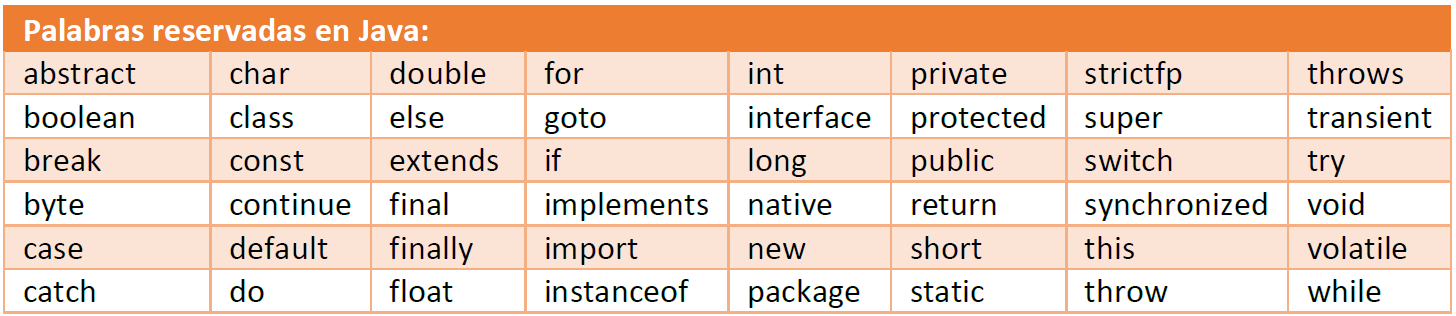 Palabras reservadas en Java:
abstract char double for int private strictfp throws
boolean class else goto interface protected super transient
break const extends if long public switch try
byte continue final implements native return synchronized void
case default finally import new short this volatile
catch do float instanceof package static throw while